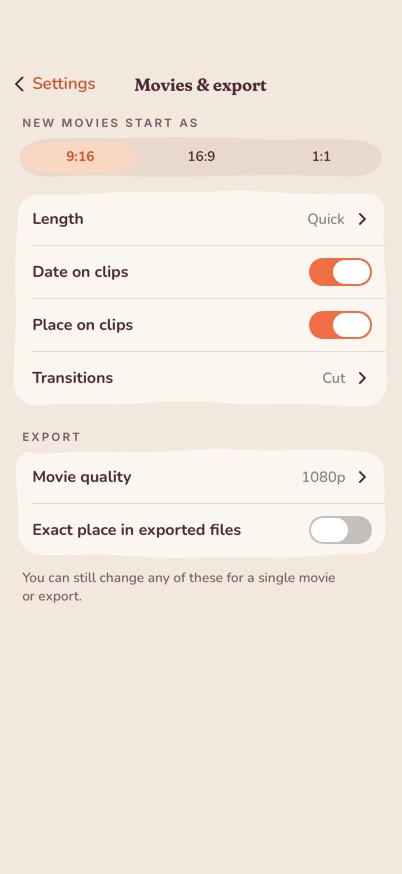 Settings
Movies & export
NEW MOVIES START AS
9:16 16:9 1:1
Length Quick
Date on clips
Place on clips
Transitions Cut
EXPORT
Movie quality 1080p
Exact place in exported files
You can still change any of these for a single movie
or export.